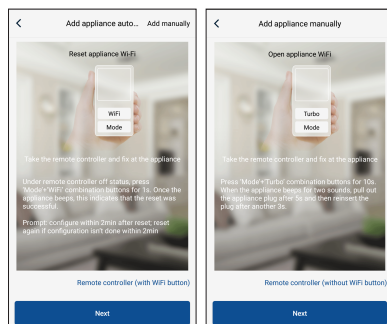 Add appliance auto... Add manually
Reset appliance Wi-Fi
WiFi
Mode
Take the remote controller and fix at the appliance
Under remote controller off status, press
'Mode'+'WiFi' combination buttons for 1s. Once the
appliance beeps, this indicates that the reset was
successful.
Prompt: configure within 2min after reset; reset
again if configuration isn't done within 2min
Remote controller (with WiFi button)
Next
Add appliance manually
Open appliance WiFi
Turbo
Mode
Take the remote controller and fix at the appliance
Press 'Mode'+'Turbo' combination buttons for 10s.
When the appliance beeps for two sounds, pull out
the appliance plug after 5s and then reinsert the
plug after another 3s.
Remote controller (without WiFi button)
Next